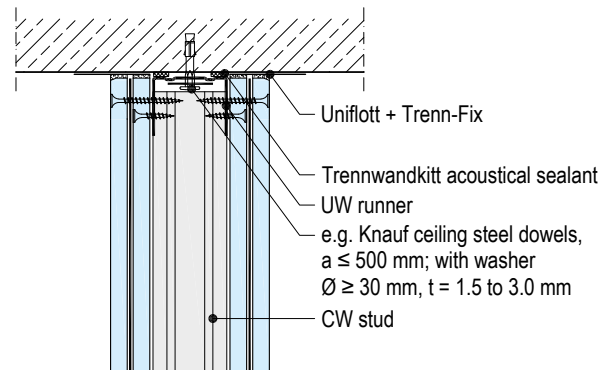 Uniflott + Trenn-Fix
Trennwandkitt acoustical sealant
UW runner
e.g. Knauf ceiling steel dowels,
a ≤ 500 mm; with washer
Ø ≥ 30 mm, t = 1.5 to 3.0 mm
CW stud